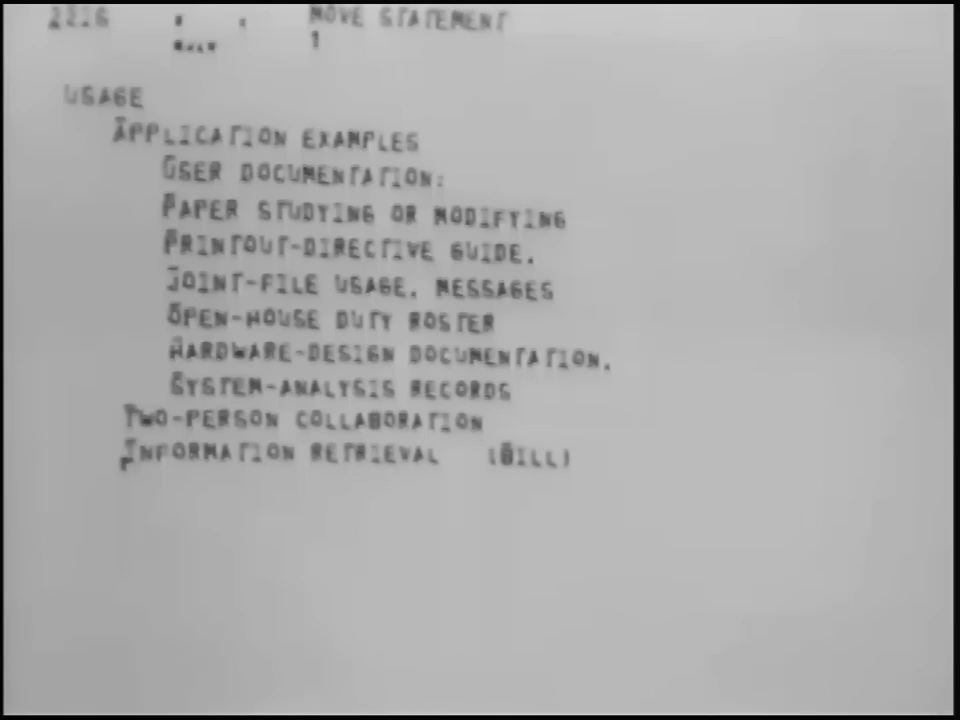 MOVE STATEMENT
1
USAGE
APPLICATION EXAMPLES
USER DOCUMENTATION:
PAPER STUDYING OR MODIFYING
PRINTOUT-DIRECTIVE GUIDE.
JOINT-FILE USAGE, MESSAGES
OPEN-HOUSE DUTY ROSTER
HARDWARE-DESIGN DOCUMENTATION.
SYSTEM-ANALYSIS RECORDS
TWO-PERSON COLLABORATION
INFORMATION RETRIEVAL (BILL)